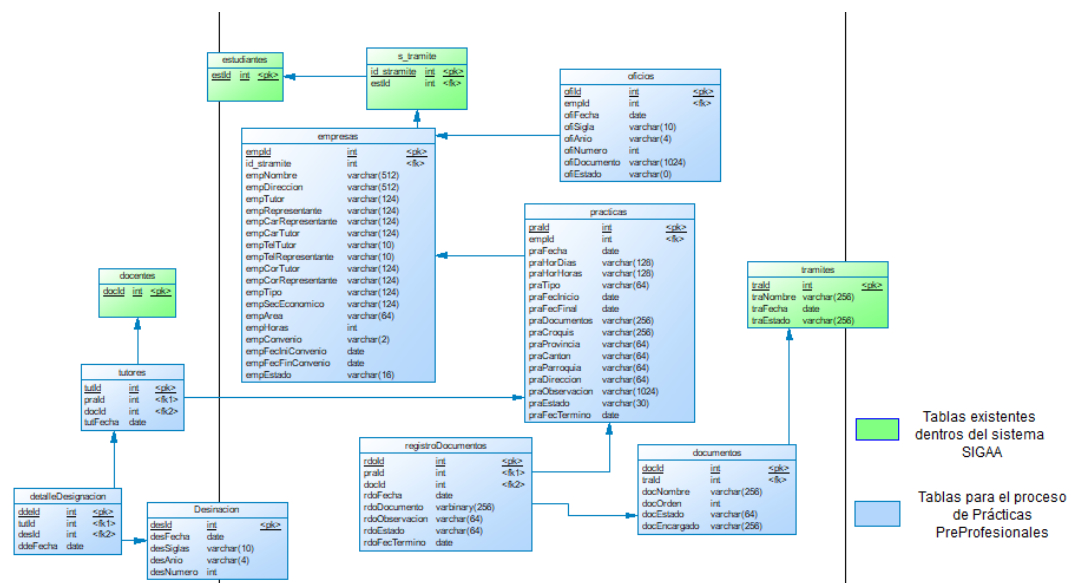 estudiantes
estId int <pk>
s_tramite
id_stramite int <pk>
estId int <fk>
oficios
ofiId int <pk>
empId int <fk>
ofiFecha date
ofiSigla varchar(10)
ofiAnio varchar(4)
ofiNumero int
ofiDocumento varchar(1024)
ofiEstado varchar(0)
empresas
empId int <pk>
id_stramite int <fk>
empNombre varchar(512)
empDireccion varchar(512)
empTutor varchar(124)
empRepresentante varchar(124)
empCarRepresentante varchar(124)
empCarTutor varchar(124)
empTelTutor varchar(10)
empTelRepresentante varchar(10)
empCorTutor varchar(124)
empCorRepresentante varchar(124)
empTipo varchar(124)
empSecEconomico varchar(124)
empArea varchar(64)
empHoras int
empConvenio varchar(2)
empFecIniConvenio date
empFecFinConvenio date
empEstado varchar(16)
practicas
praId int <pk>
empId int <fk>
praFecha date
praHorDias varchar(128)
praHorHoras varchar(128)
praTipo varchar(64)
praFecInicio date
praFecFinal date
praDocumentos varchar(256)
praCroquis varchar(256)
praProvincia varchar(64)
praCanton varchar(64)
praParroquia varchar(64)
praDireccion varchar(64)
praObservacion varchar(1024)
praEstado varchar(30)
praFecTermino date
docentes
docId int <pk>
tramites
traId int <pk>
traNombre varchar(256)
traFecha date
traEstado varchar(256)
tutores
tutId int <pk>
praId int <fk1>
docId int <fk2>
tutFecha date
registroDocumentos
rdoId int <pk>
praId int <fk1>
docId int <fk2>
rdoFecha date
rdoDocumento varbinary(256)
rdoObservacion varchar(64)
rdoEstado varchar(64)
rdoFecTermino date
documentos
docId int <pk>
traId int <fk>
docNombre varchar(256)
docOrden int
docEstado varchar(64)
docEncargado varchar(256)
detalleDesignacion
ddeId int <pk>
tutId int <fk1>
desId int <fk2>
ddeFecha date
Desinacion
desId int <pk>
desFecha date
desSiglas varchar(10)
desAnio varchar(4)
desNumero int
Tablas existentes
dentros del sistema
SIGAA
Tablas para el proceso
de Prácticas
PreProfesionales